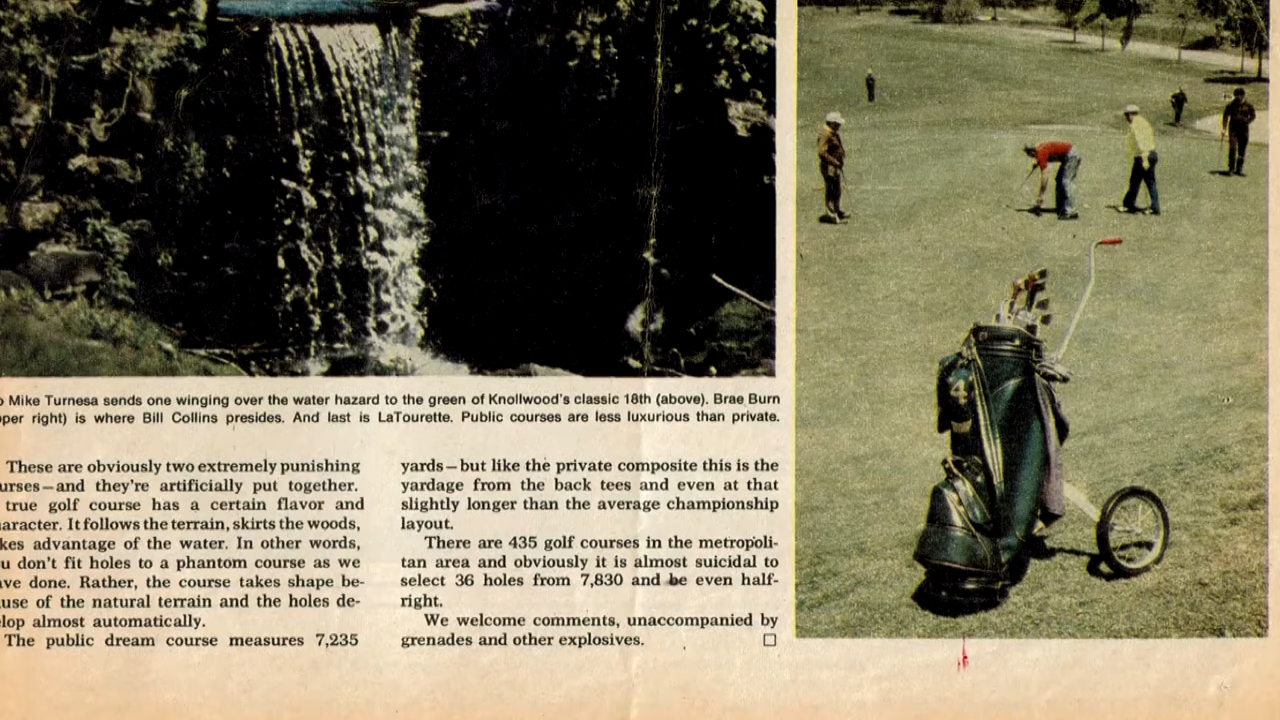 Mike Turnesa sends one winging over the water hazard to the green of Knollwood's classic 18th (above). Brae Burn
right) is where Bill Collins presides. And last is LaTourette. Public courses are less luxurious than private.
These are obviously two extremely punishing
urses—and they're artificially put together.
true golf course has a certain flavor and
aracter. It follows the terrain, skirts the woods,
kes advantage of the water. In other words,
u don't fit holes to a phantom course as we
ave done. Rather, the course takes shape be-
use of the natural terrain and the holes de-
lop almost automatically.
The public dream course measures 7,235
yards—but like the private composite this is the
yardage from the back tees and even at that
slightly longer than the average championship
layout.
There are 435 golf courses in the metropoli-
tan area and obviously it is almost suicidal to
select 36 holes from 7,830 and be even half-
right.
We welcome comments, unaccompanied by
grenades and other explosives.
4